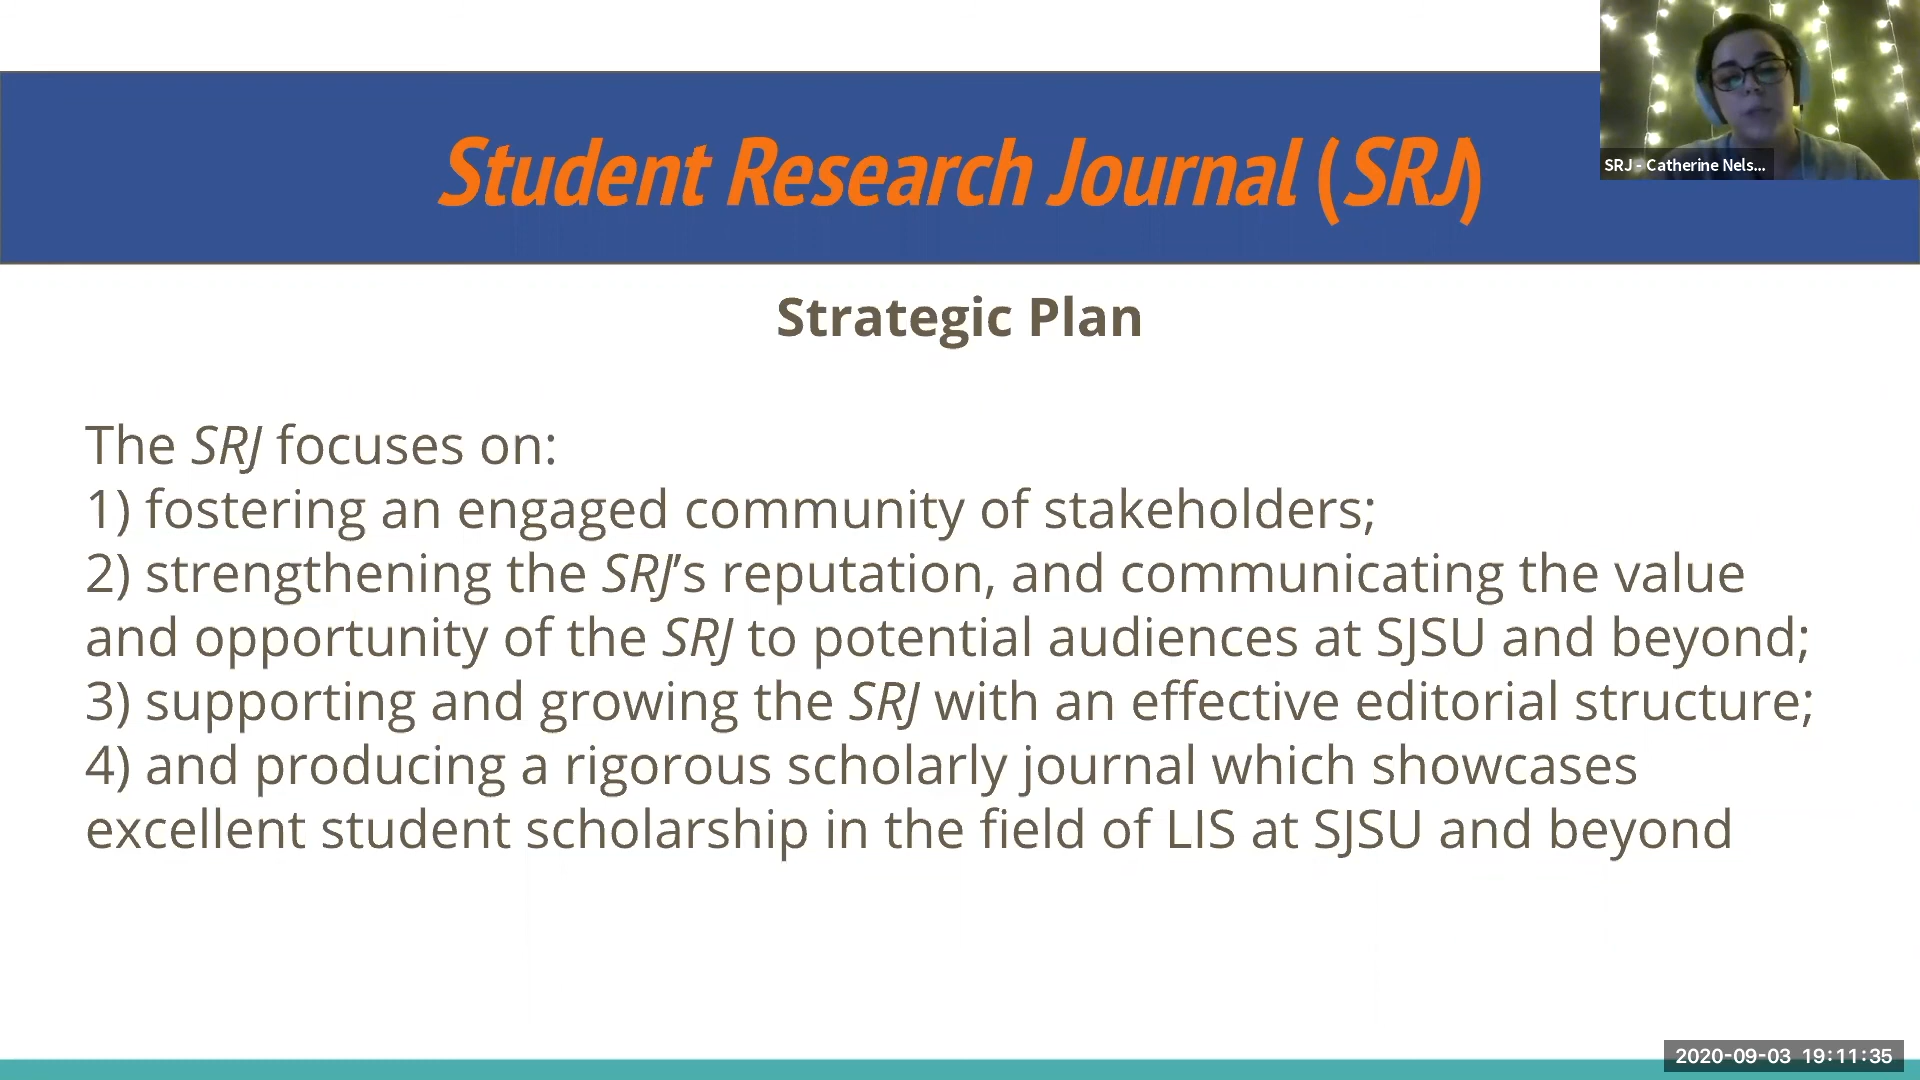 Student Research Journal (SRJ)
SRJ - Catherine Nels...
Strategic Plan
The SRJ focuses on:
1) fostering an engaged community of stakeholders;
2) strengthening the SRJ’s reputation, and communicating the value
and opportunity of the SRJ to potential audiences at SJSU and beyond;
3) supporting and growing the SRJ with an effective editorial structure;
4) and producing a rigorous scholarly journal which showcases
excellent student scholarship in the field of LIS at SJSU and beyond
2020-09-03 19:11:35